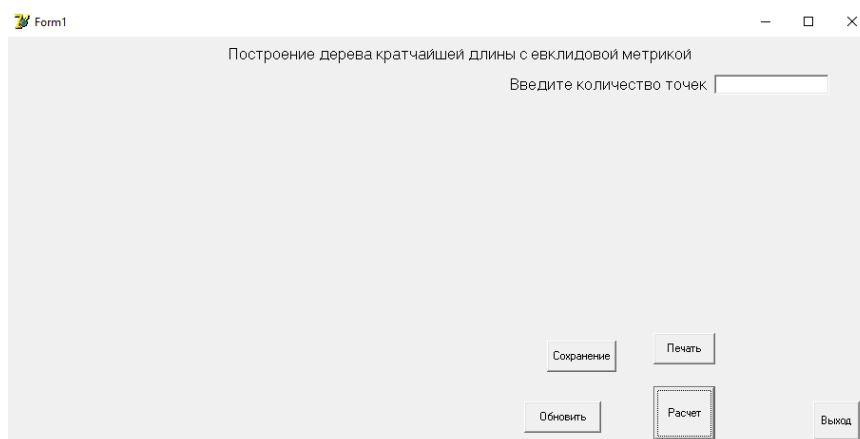 Form1
Построение дерева кратчайшей длины с евклидовой метрикой
Введите количество точек
Сохранение
Печать
Обновить
Расчет
Выход